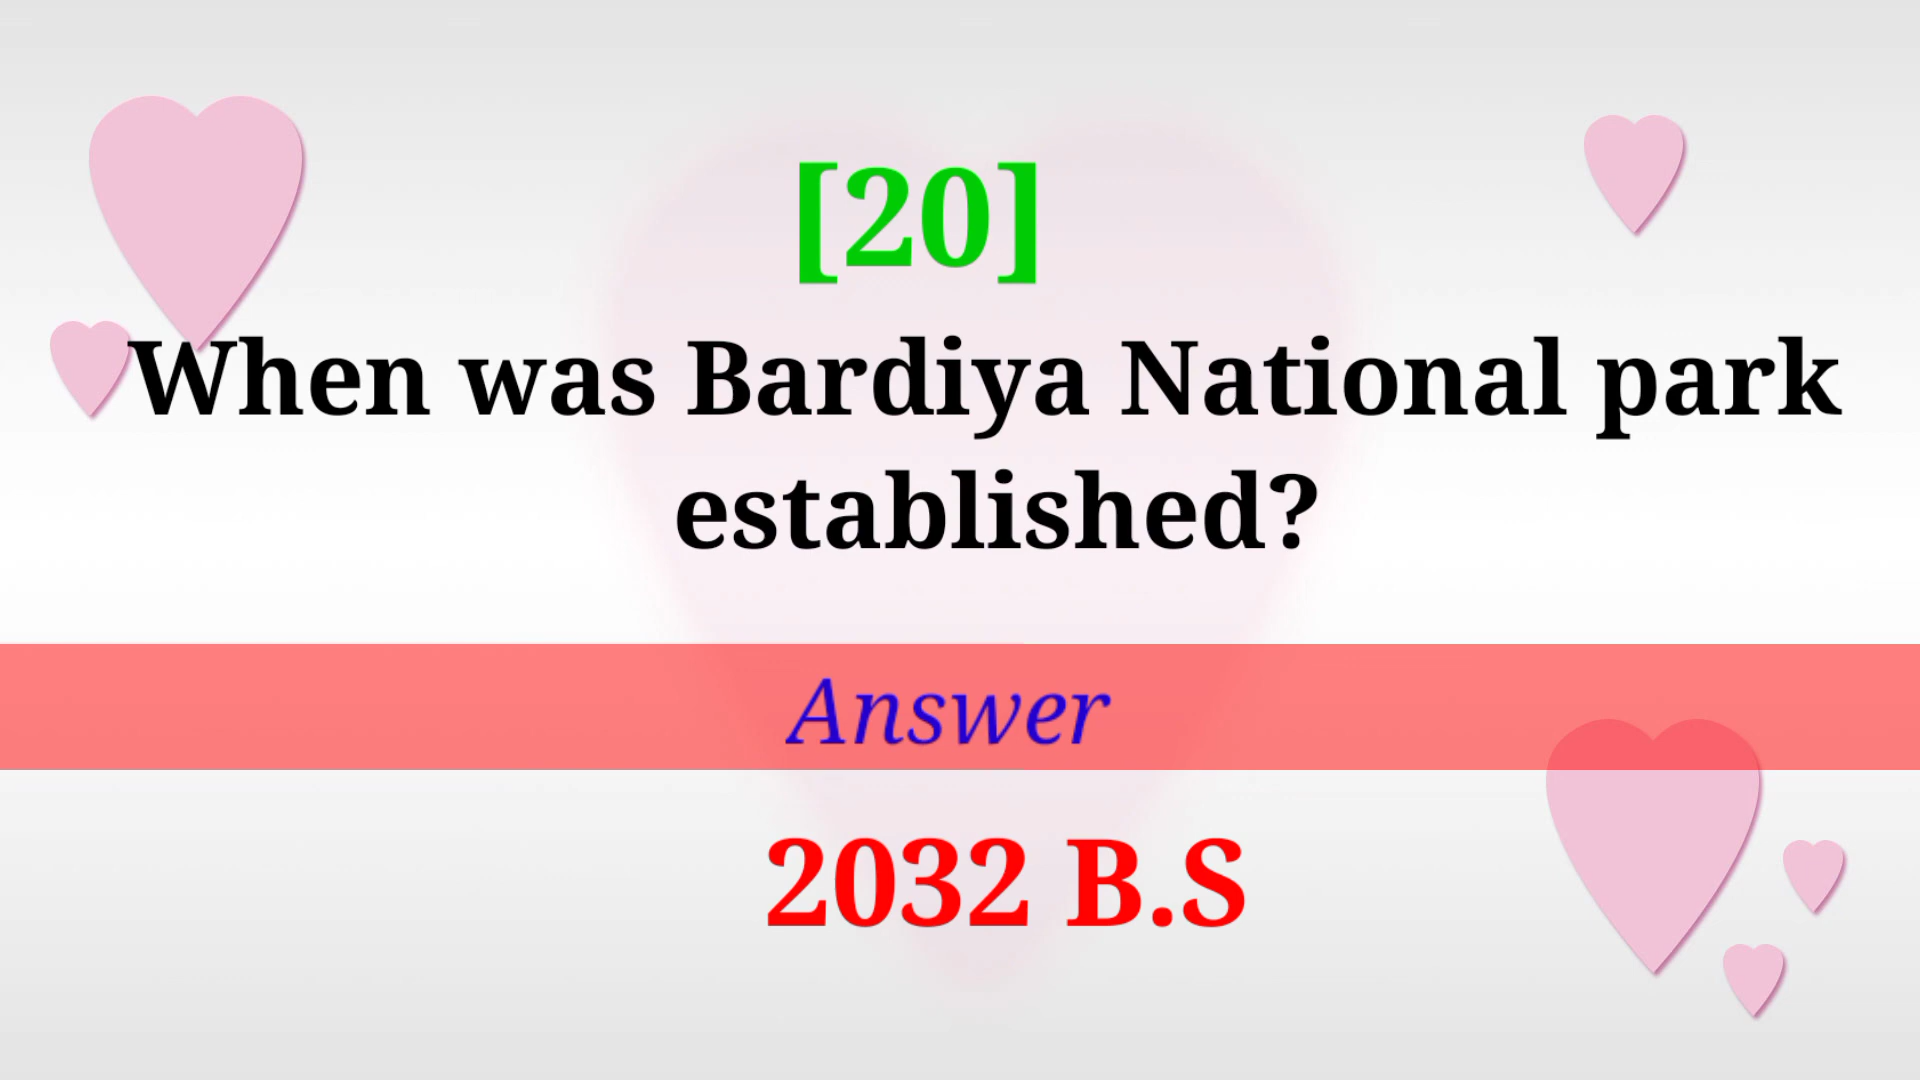 [20]
When was Bardiya National park
established?
Answer
2032 B.S